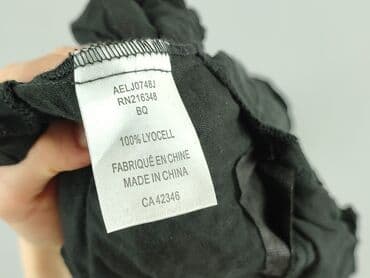 AELJ0748J
RN216348
BQ
100% LYOCELL
FABRIQUÉ EN CHINE
MADE IN CHINA
CA 42346